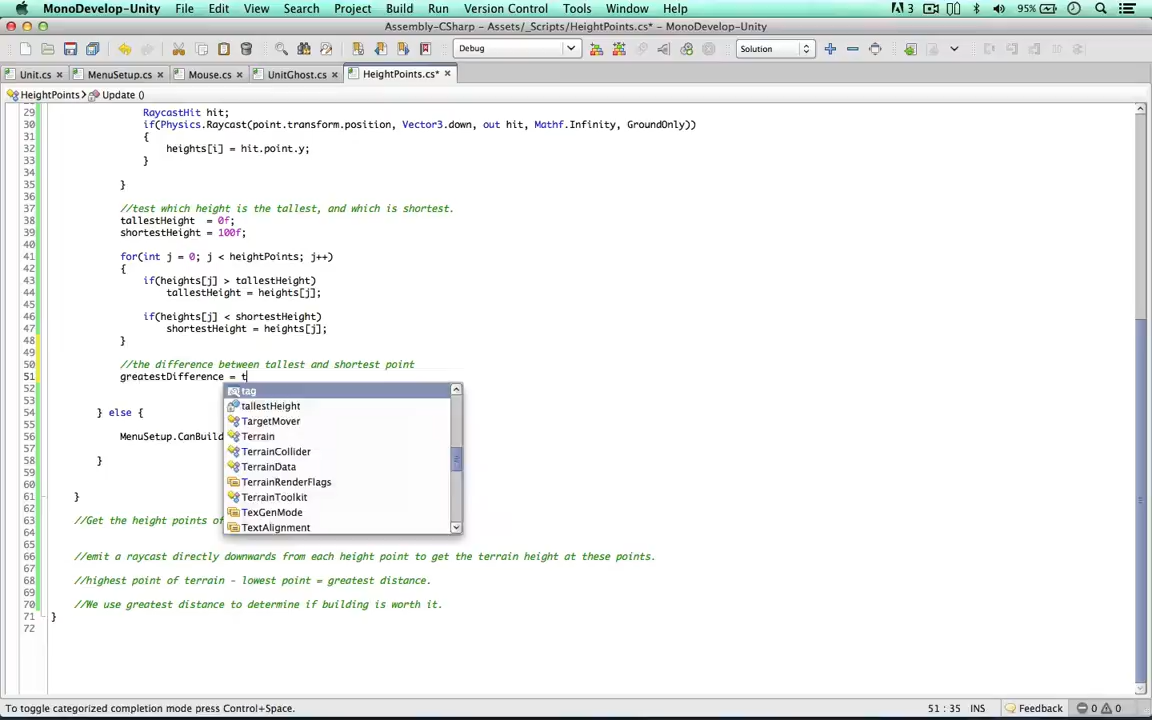 MonoDevelop-Unity File Edit View Search Project Build Run Version Control Tools Window Help 3 95%
Assembly-CSharp - Assets/_Scripts/HeightPoints.cs* - MonoDevelop-Unity
Debug Solution
Unit.cs × MenuSetup.cs × Mouse.cs × UnitGhost.cs × HeightPoints.cs* ×
HeightPoints Update ()
29 RaycastHit hit;
30 if(Physics.Raycast(point.transform.position, Vector3.down, out hit, Mathf.Infinity, GroundOnly))
31 {
32 heights[i] = hit.point.y;
33 }
34
35 }
36
37 //test which height is the tallest, and which is shortest.
38 tallestHeight  = 0f;
39 shortestHeight = 100f;
40
41 for(int j = 0; j < heightPoints; j++)
42 {
43 if(heights[j] > tallestHeight)
44 tallestHeight = heights[j];
45
46 if(heights[j] < shortestHeight)
47 shortestHeight = heights[j];
48 }
49
50 //the difference between tallest and shortest point
51 greatestDifference = t
52 tag
53 tallestHeight
54 } else {
TargetMover
55 Terrain
56 MenuSetup.CanBuild
57 TerrainCollider
58 }
TerrainData
59 TerrainRenderFlags
60 TerrainToolkit
61 }
62 TexGenMode
63 //Get the height points of
TextAlignment
65
66 //emit a raycast directly downwards from each height point to get the terrain height at these points.
67
68 //highest point of terrain - lowest point = greatest distance.
69
70 //We use greatest distance to determine if building is worth it.
71 }
72
To toggle categorized completion mode press Control+Space. 51 : 35 INS Feedback 0 0